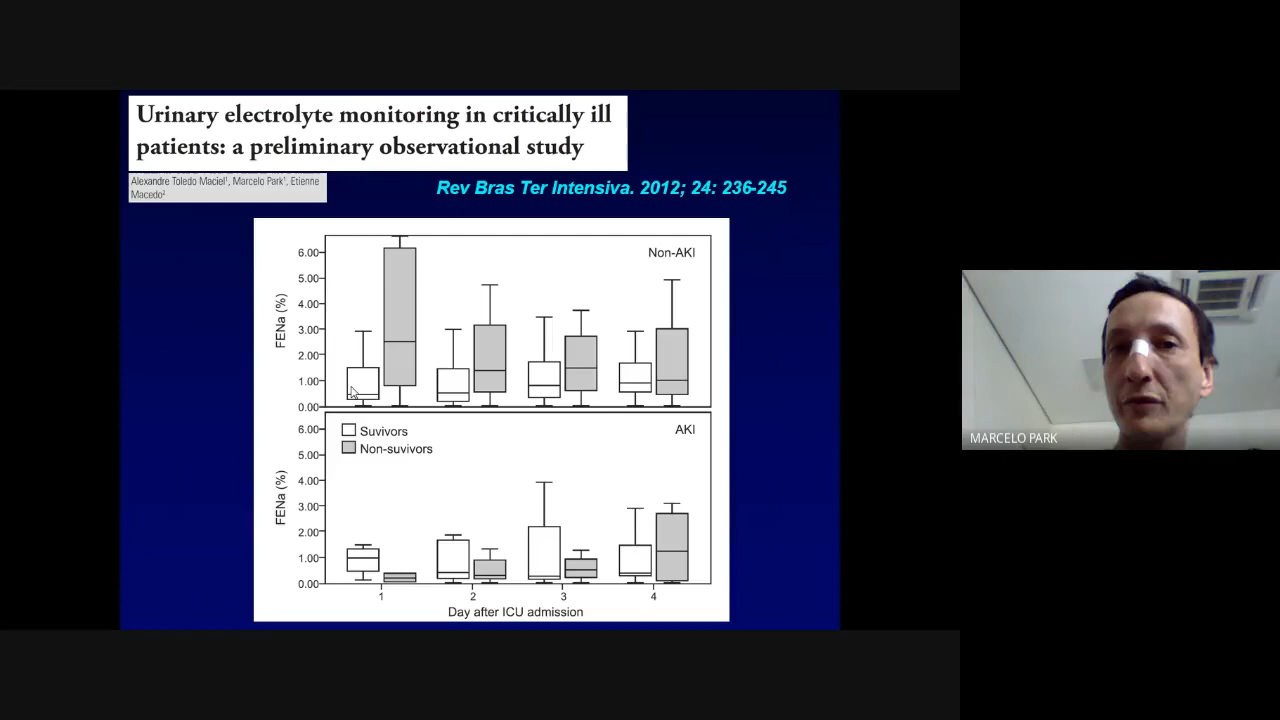 Urinary electrolyte monitoring in critically ill
patients: a preliminary observational study
Alexandre Toledo Maciel¹, Marcelo Park¹, Etienne
Macedo²
Rev Bras Ter Intensiva. 2012; 24: 236-245
Non-AKI
FENa (%)
6.00
5.00
4.00
3.00
2.00
1.00
0.00
AKI
Suvivors
Non-suvivors
FENa (%)
6.00
5.00
4.00
3.00
2.00
1.00
0.00
1 2 3 4
Day after ICU admission
MARCELO PARK